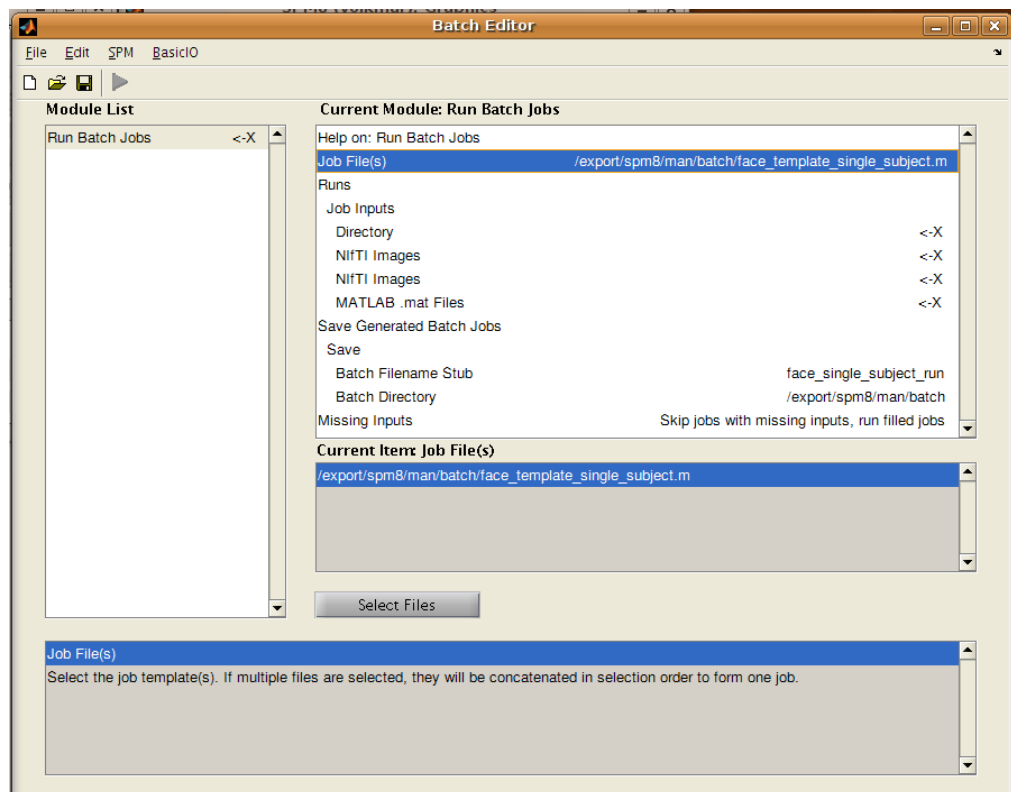 Batch Editor
File Edit SPM BasicIO
Module List
Current Module: Run Batch Jobs
Run Batch Jobs <-X
Help on: Run Batch Jobs
Job File(s) /export/spm8/man/batch/face_template_single_subject.m
Runs
Job Inputs
Directory <-X
NIfTI Images <-X
NIfTI Images <-X
MATLAB .mat Files <-X
Save Generated Batch Jobs
Save
Batch Filename Stub face_single_subject_run
Batch Directory /export/spm8/man/batch
Missing Inputs Skip jobs with missing inputs, run filled jobs
Current Item: Job File(s)
/export/spm8/man/batch/face_template_single_subject.m
Select Files
Job File(s)
Select the job template(s). If multiple files are selected, they will be concatenated in selection order to form one job.